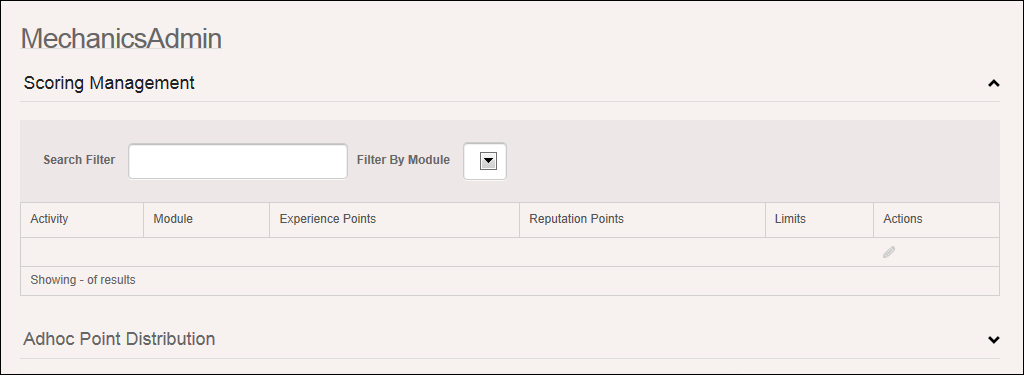 MechanicsAdmin
Scoring Management
Search Filter Filter By Module
Activity Module Experience Points Reputation Points Limits Actions
Showing - of results
Adhoc Point Distribution